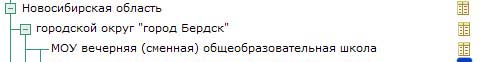 Новосибирская область
городской округ "город Бердск"
МОУ вечерняя (сменная) общеобразовательная школа